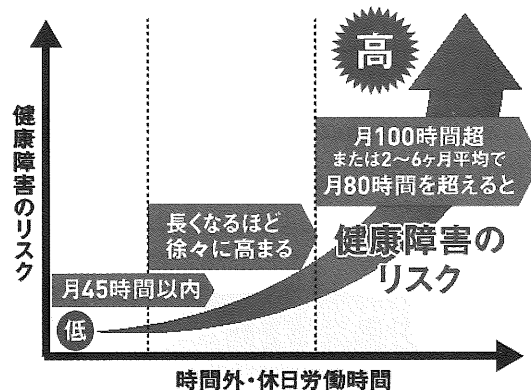 高
月100時間超
または2〜6ヶ月平均で
月80時間を超えると
長くなるほど
徐々に高まる
健康障害の
リスク
月45時間以内
低
健康障害のリスク
時間外・休日労働時間